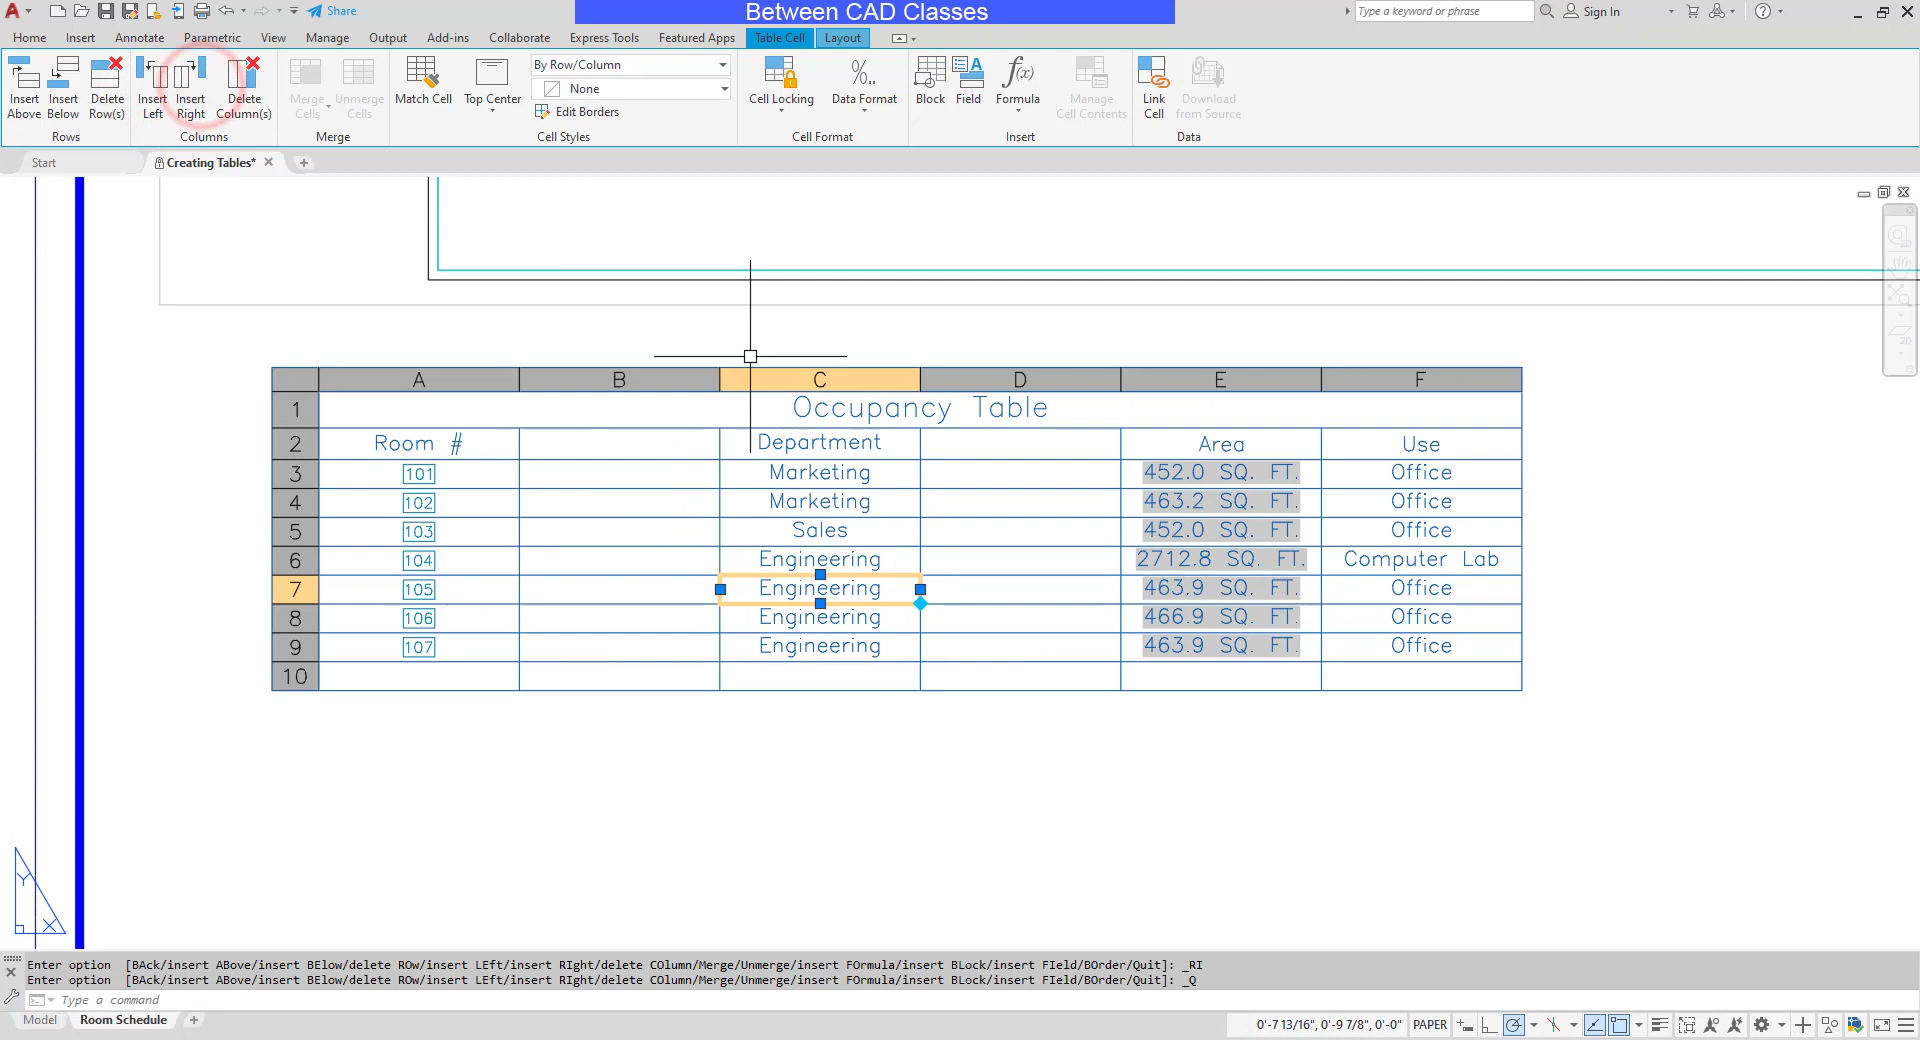 Share
Between CAD Classes
Type a keyword or phrase
Sign In
Home Insert Annotate Parametric View Manage Output Add-ins Collaborate Express Tools Featured Apps Table Cell Layout
Insert Above
Insert Below
Delete Row(s)
Insert Left
Insert Right
Delete Column(s)
Merge Cells
Unmerge Cells
Match Cell
Top Center
By Row/Column
None
Edit Borders
Cell Locking
Data Format
Block
Field
Formula
Manage Cell Contents
Link Cell
Download from Source
Rows
Columns
Merge
Cell Styles
Cell Format
Insert
Data
Start
Creating Tables*
A B C D E F
1 Occupancy Table
2 Room # Department Area Use
3 101 Marketing 452.0 SQ. FT. Office
4 102 Marketing 463.2 SQ. FT. Office
5 103 Sales 452.0 SQ. FT. Office
6 104 Engineering 2712.8 SQ. FT. Computer Lab
7 105 Engineering 463.9 SQ. FT. Office
8 106 Engineering 466.9 SQ. FT. Office
9 107 Engineering 463.9 SQ. FT. Office
10
Y
X
Enter option [BAck/insert ABove/insert BElow/delete ROw/insert LEft/insert RIght/delete COlumn/Merge/Unmerge/insert FOrmula/insert BLock/insert FIeld/BOrder/Quit]: _RI
Enter option [BAck/insert ABove/insert BElow/delete ROw/insert LEft/insert RIght/delete COlumn/Merge/Unmerge/insert FOrmula/insert BLock/insert FIeld/BOrder/Quit]: _Q
Type a command
Model Room Schedule
0'-7 13/16", 0'-9 7/8", 0'-0" PAPER